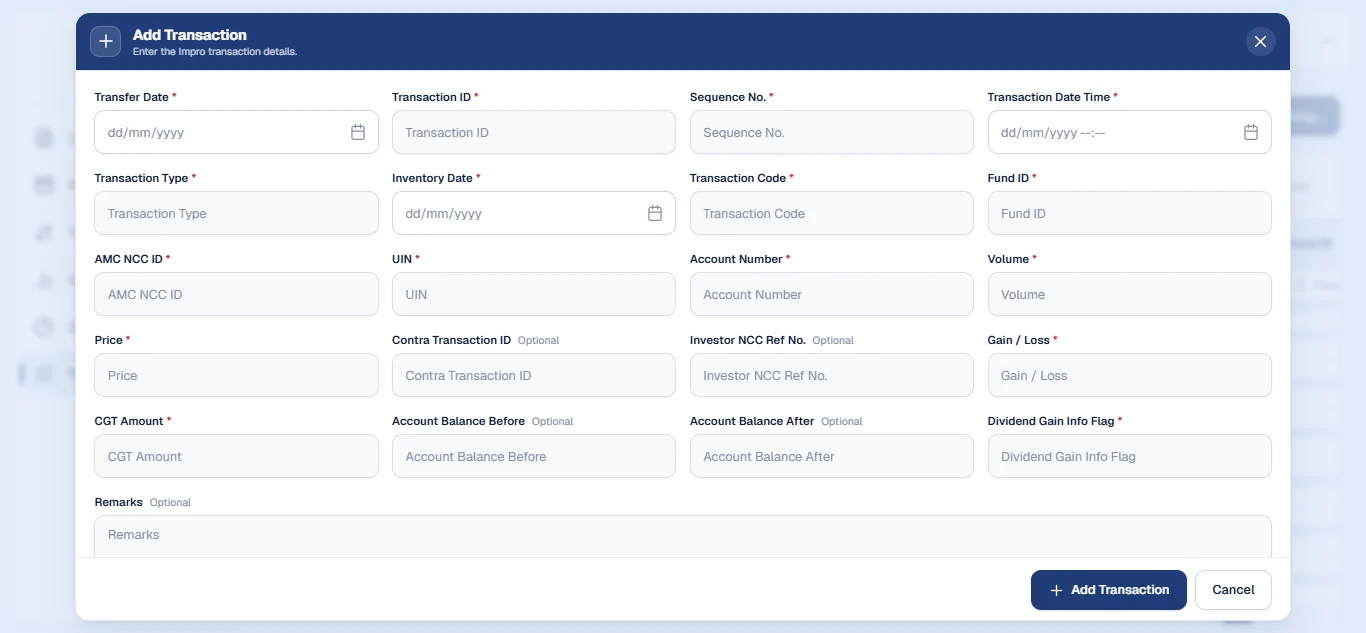 Add Transaction
Enter the Impro transaction details.
Transfer Date * Transaction ID * Sequence No. * Transaction Date Time *
dd/mm/yyyy Transaction ID Sequence No. dd/mm/yyyy --:--
Transaction Type * Inventory Date * Transaction Code * Fund ID *
Transaction Type dd/mm/yyyy Transaction Code Fund ID
AMC NCC ID * UIN * Account Number * Volume *
AMC NCC ID UIN Account Number Volume
Price * Contra Transaction ID Optional Investor NCC Ref No. Optional Gain / Loss *
Price Contra Transaction ID Investor NCC Ref No. Gain / Loss
CGT Amount * Account Balance Before Optional Account Balance After Optional Dividend Gain Info Flag *
CGT Amount Account Balance Before Account Balance After Dividend Gain Info Flag
Remarks Optional
Remarks
Add Transaction Cancel